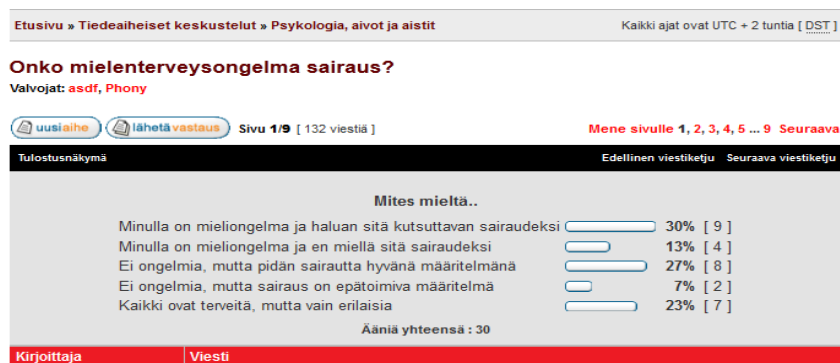 Etusivu » Tiedeaiheiset keskustelut » Psykologia, aivot ja aistit Kaikki ajat ovat UTC + 2 tuntia [ DST ]
Onko mielenterveysongelma sairaus?
Valvojat: asdf, Phony
uusiaihe lähetä vastaus Sivu 1/9 [ 132 viestiä ] Mene sivulle 1, 2, 3, 4, 5 ... 9 Seuraava
Tulostusnäkymä Edellinen viestiketju Seuraava viestiketju
Mites mieltä..
Minulla on mieliongelma ja haluan sitä kutsuttavan sairaudeksi 30% [ 9 ]
Minulla on mieliongelma ja en miellä sitä sairaudeksi 13% [ 4 ]
Ei ongelmia, mutta pidän sairautta hyvänä määritelmänä 27% [ 8 ]
Ei ongelmia, mutta sairaus on epätoimiva määritelmä 7% [ 2 ]
Kaikki ovat terveitä, mutta vain erilaisia 23% [ 7 ]
Ääniä yhteensä : 30
Kirjoittaja Viesti